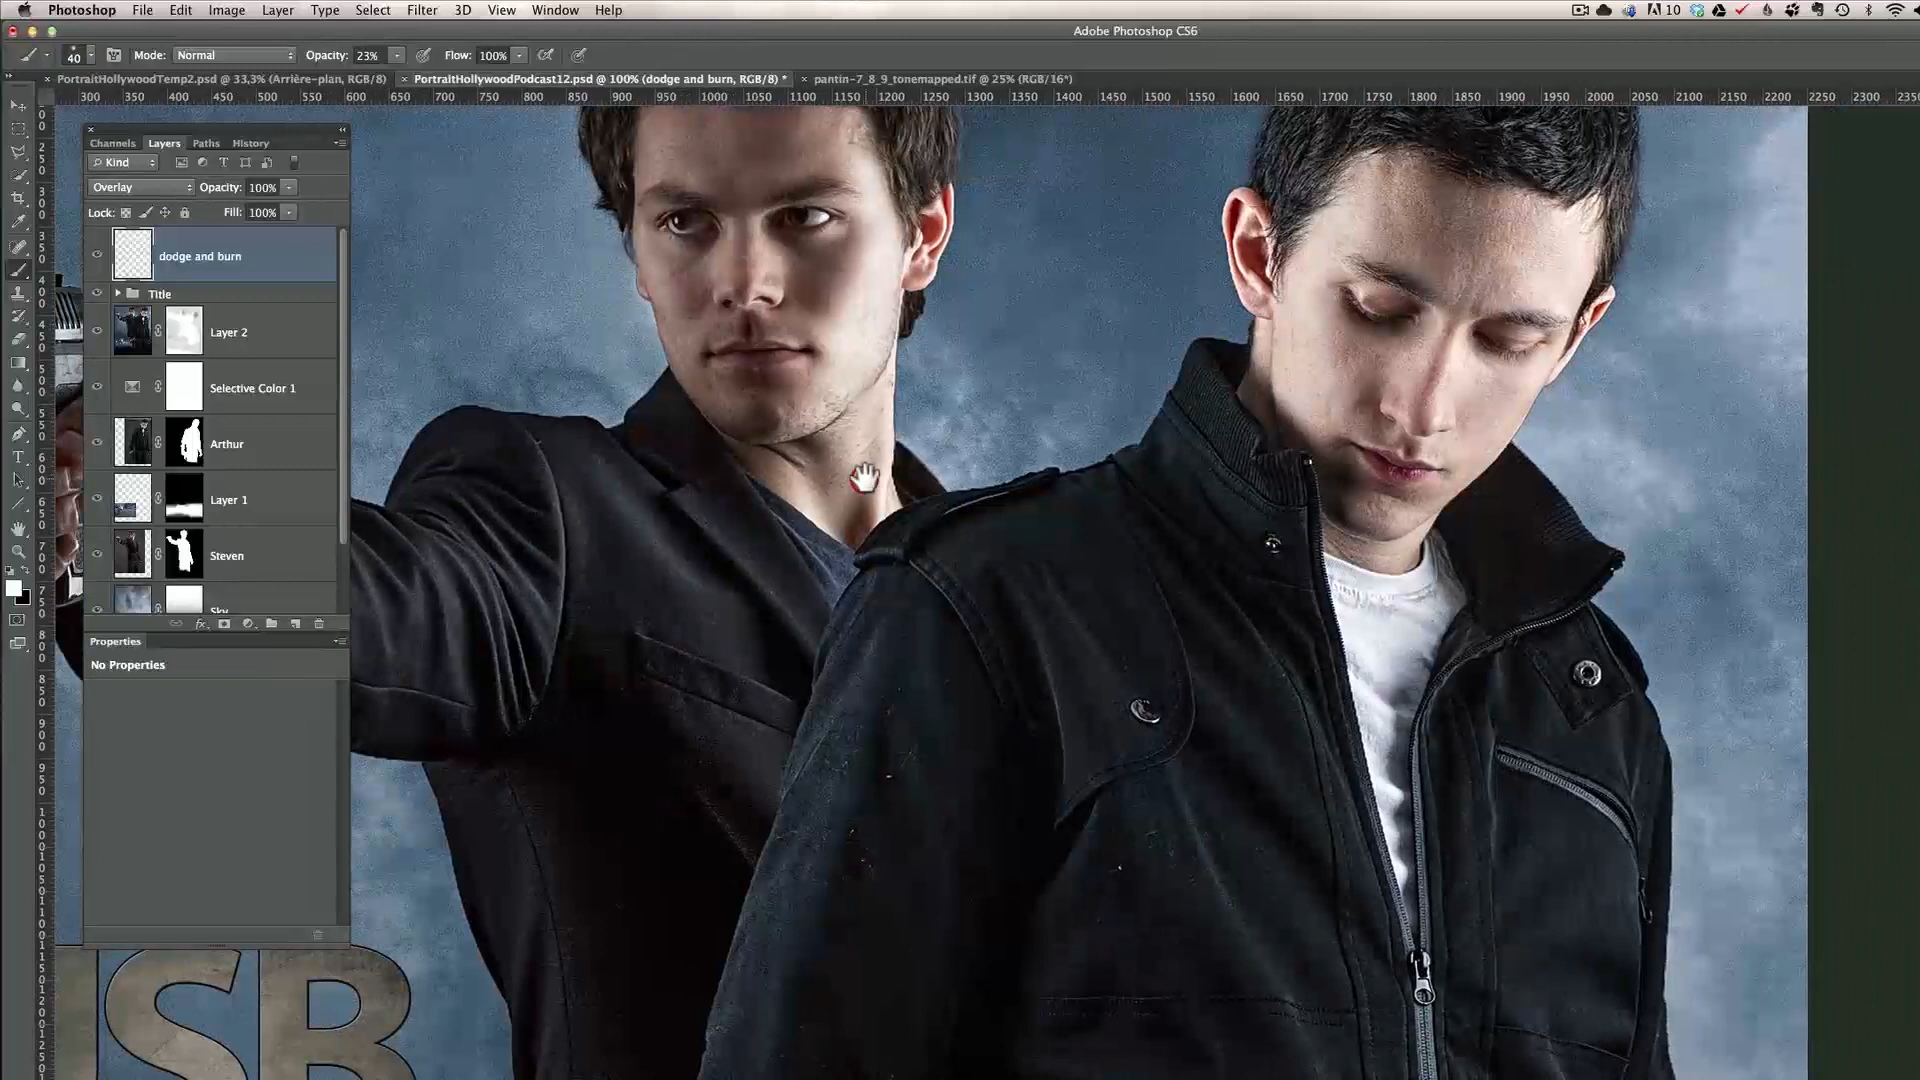 Photoshop File Edit Image Layer Type Select Filter 3D View Window Help
10
Adobe Photoshop CS6
40 Mode: Normal Opacity: 23% Flow: 100%
PortraitHollywoodTemp2.psd @ 33,3% (Arrière-plan, RGB/8) PortraitHollywoodPodcast12.psd @ 100% (dodge and burn, RGB/8) * pantin-7_8_9_tonemapped.tif @ 25% (RGB/16*)
300 350 400 450 500 550 600 650 700 750 800 850 900 950 1000 1050 1100 1150 1200 1250 1300 1350 1400 1450 1500 1550 1600 1650 1700 1750 1800 1850 1900 1950 2000 2050 2100 2150 2200 2250 2300 2350
Channels Layers Paths History
Kind
Overlay Opacity: 100%
Lock: Fill: 100%
dodge and burn
Title
Layer 2
Selective Color 1
Arthur
Layer 1
Steven
Sky
fx
Properties
No Properties
SB